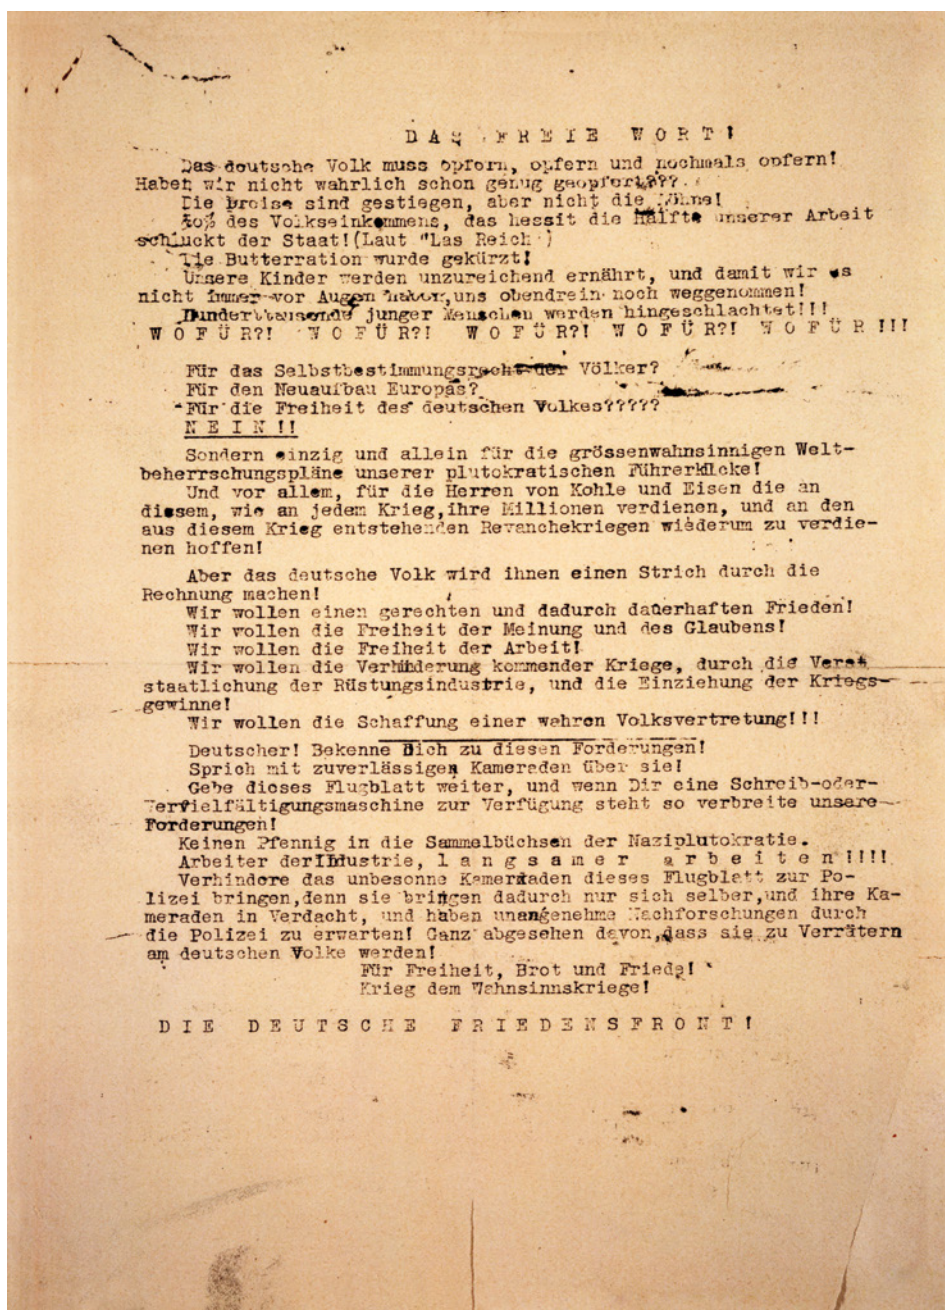 DAS FREIE WORT!
Das deutsche Volk muss opfern, opfern und nochmals opfern!
Haben wir nicht wahrlich schon genug geopfert???
Die Preise sind gestiegen, aber nicht die Löhne!
50% des Volkseinkommens, das hessit die Hälfte unserer Arbeit
schluckt der Staat!(Laut "Las Reich")
Die Butterration wurde gekürzt!
Unsere Kinder werden unzureichend ernährt, und damit wir es
nicht immer vor Augen haben,uns obendrein noch weggenommen!
Hunderttausende junger Menschen werden hingeschlachtet!!!
WOFÜR?! WOFÜR?! WOFÜR?! WOFÜR?! WOFÜR!!!
Für das Selbstbestimmungsrecht der Völker?
Für den Neuaufbau Europas?
Für die Freiheit des deutschen Volkes?????
NEIN!!
Sondern einzig und allein für die grössenwahnsinnigen Welt-
beherrschungspläne unserer plutokratischen Führerklicke!
Und vor allem, für die Herren von Kohle und Eisen die an
diesem, wie an jedem Krieg,ihre Millionen verdienen, und an den
aus diesem Krieg entstehenden Revanchekriegen wiederum zu verdie-
nen hoffen!
Aber das deutsche Volk wird ihnen einen Strich durch die
Rechnung machen!
Wir wollen einen gerechten und dadurch dauerhaften Frieden!
Wir wollen die Freiheit der Meinung und des Glaubens!
Wir wollen die Freiheit der Arbeit!
Wir wollen die Verhinderung kommender Kriege, durch die Verst
staatlichung der Rüstungsindustrie, und die Einziehung der Kriegs-
gewinne!
Wir wollen die Schaffung einer wahren Volksvertretung!!!
Deutscher! Bekenne Dich zu diesen Forderungen!
Sprich mit zuverlässigen Kameraden über sie!
Gebe dieses Flugblatt weiter, und wenn Dir eine Schreib-oder-
Vervielfältigungsmaschine zur Verfügung steht so verbreite unsere
Forderungen!
Keinen Pfennig in die Sammelbüchsen der Naziplutokratie.
Arbeiter der Industrie, langsamer arbeiten!!!!
Verhindere das unbesonne Kameraden dieses Flugblatt zur Po-
lizei bringen,denn sie bringen dadurch nur sich selber,und ihre Ka-
meraden in Verdacht, und haben unangenehme Nachforschungen durch
die Polizei zu erwarten! Ganz abgesehen davon,dass sie zu Verrätern
am deutschen Volke werden!
Für Freiheit, Brot und Friede!
Krieg dem Wahnsinnskriege!
DIE DEUTSCHE FRIEDENSFRONT!